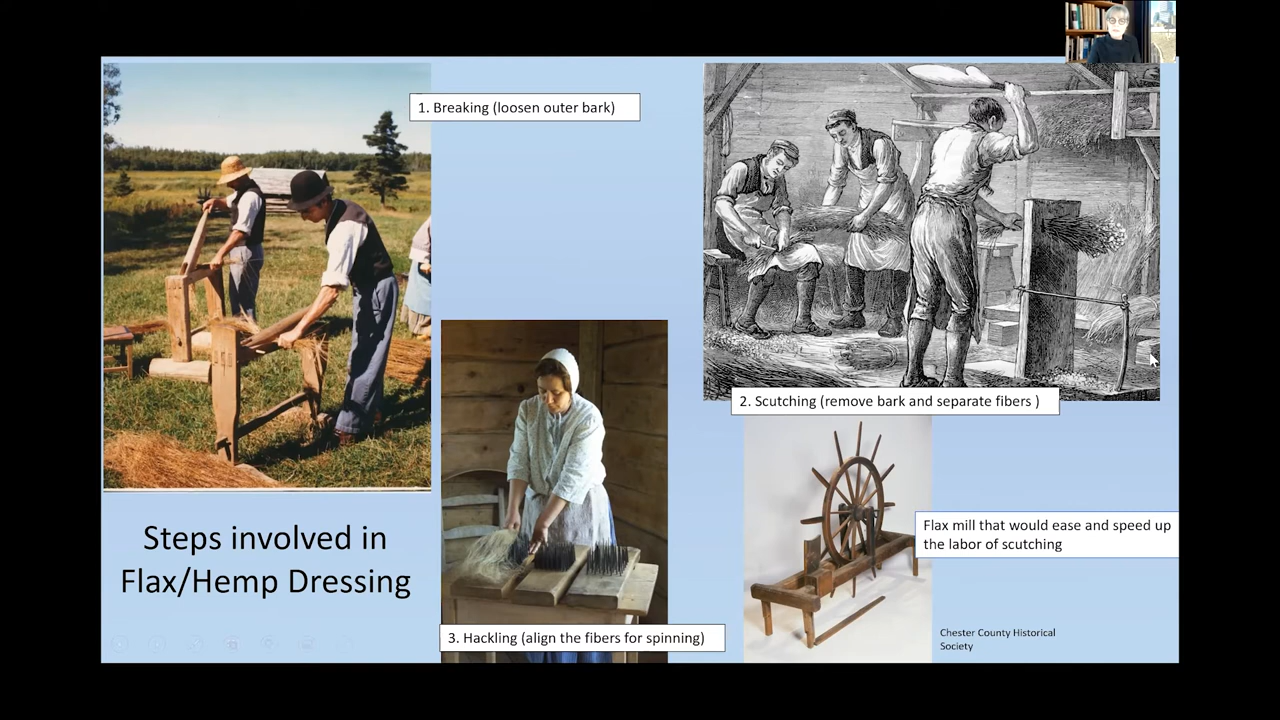 1. Breaking (loosen outer bark)
2. Scutching (remove bark and separate fibers )
Flax mill that would ease and speed up
the labor of scutching
Steps involved in
Flax/Hemp Dressing
3. Hackling (align the fibers for spinning)
Chester County Historical
Society